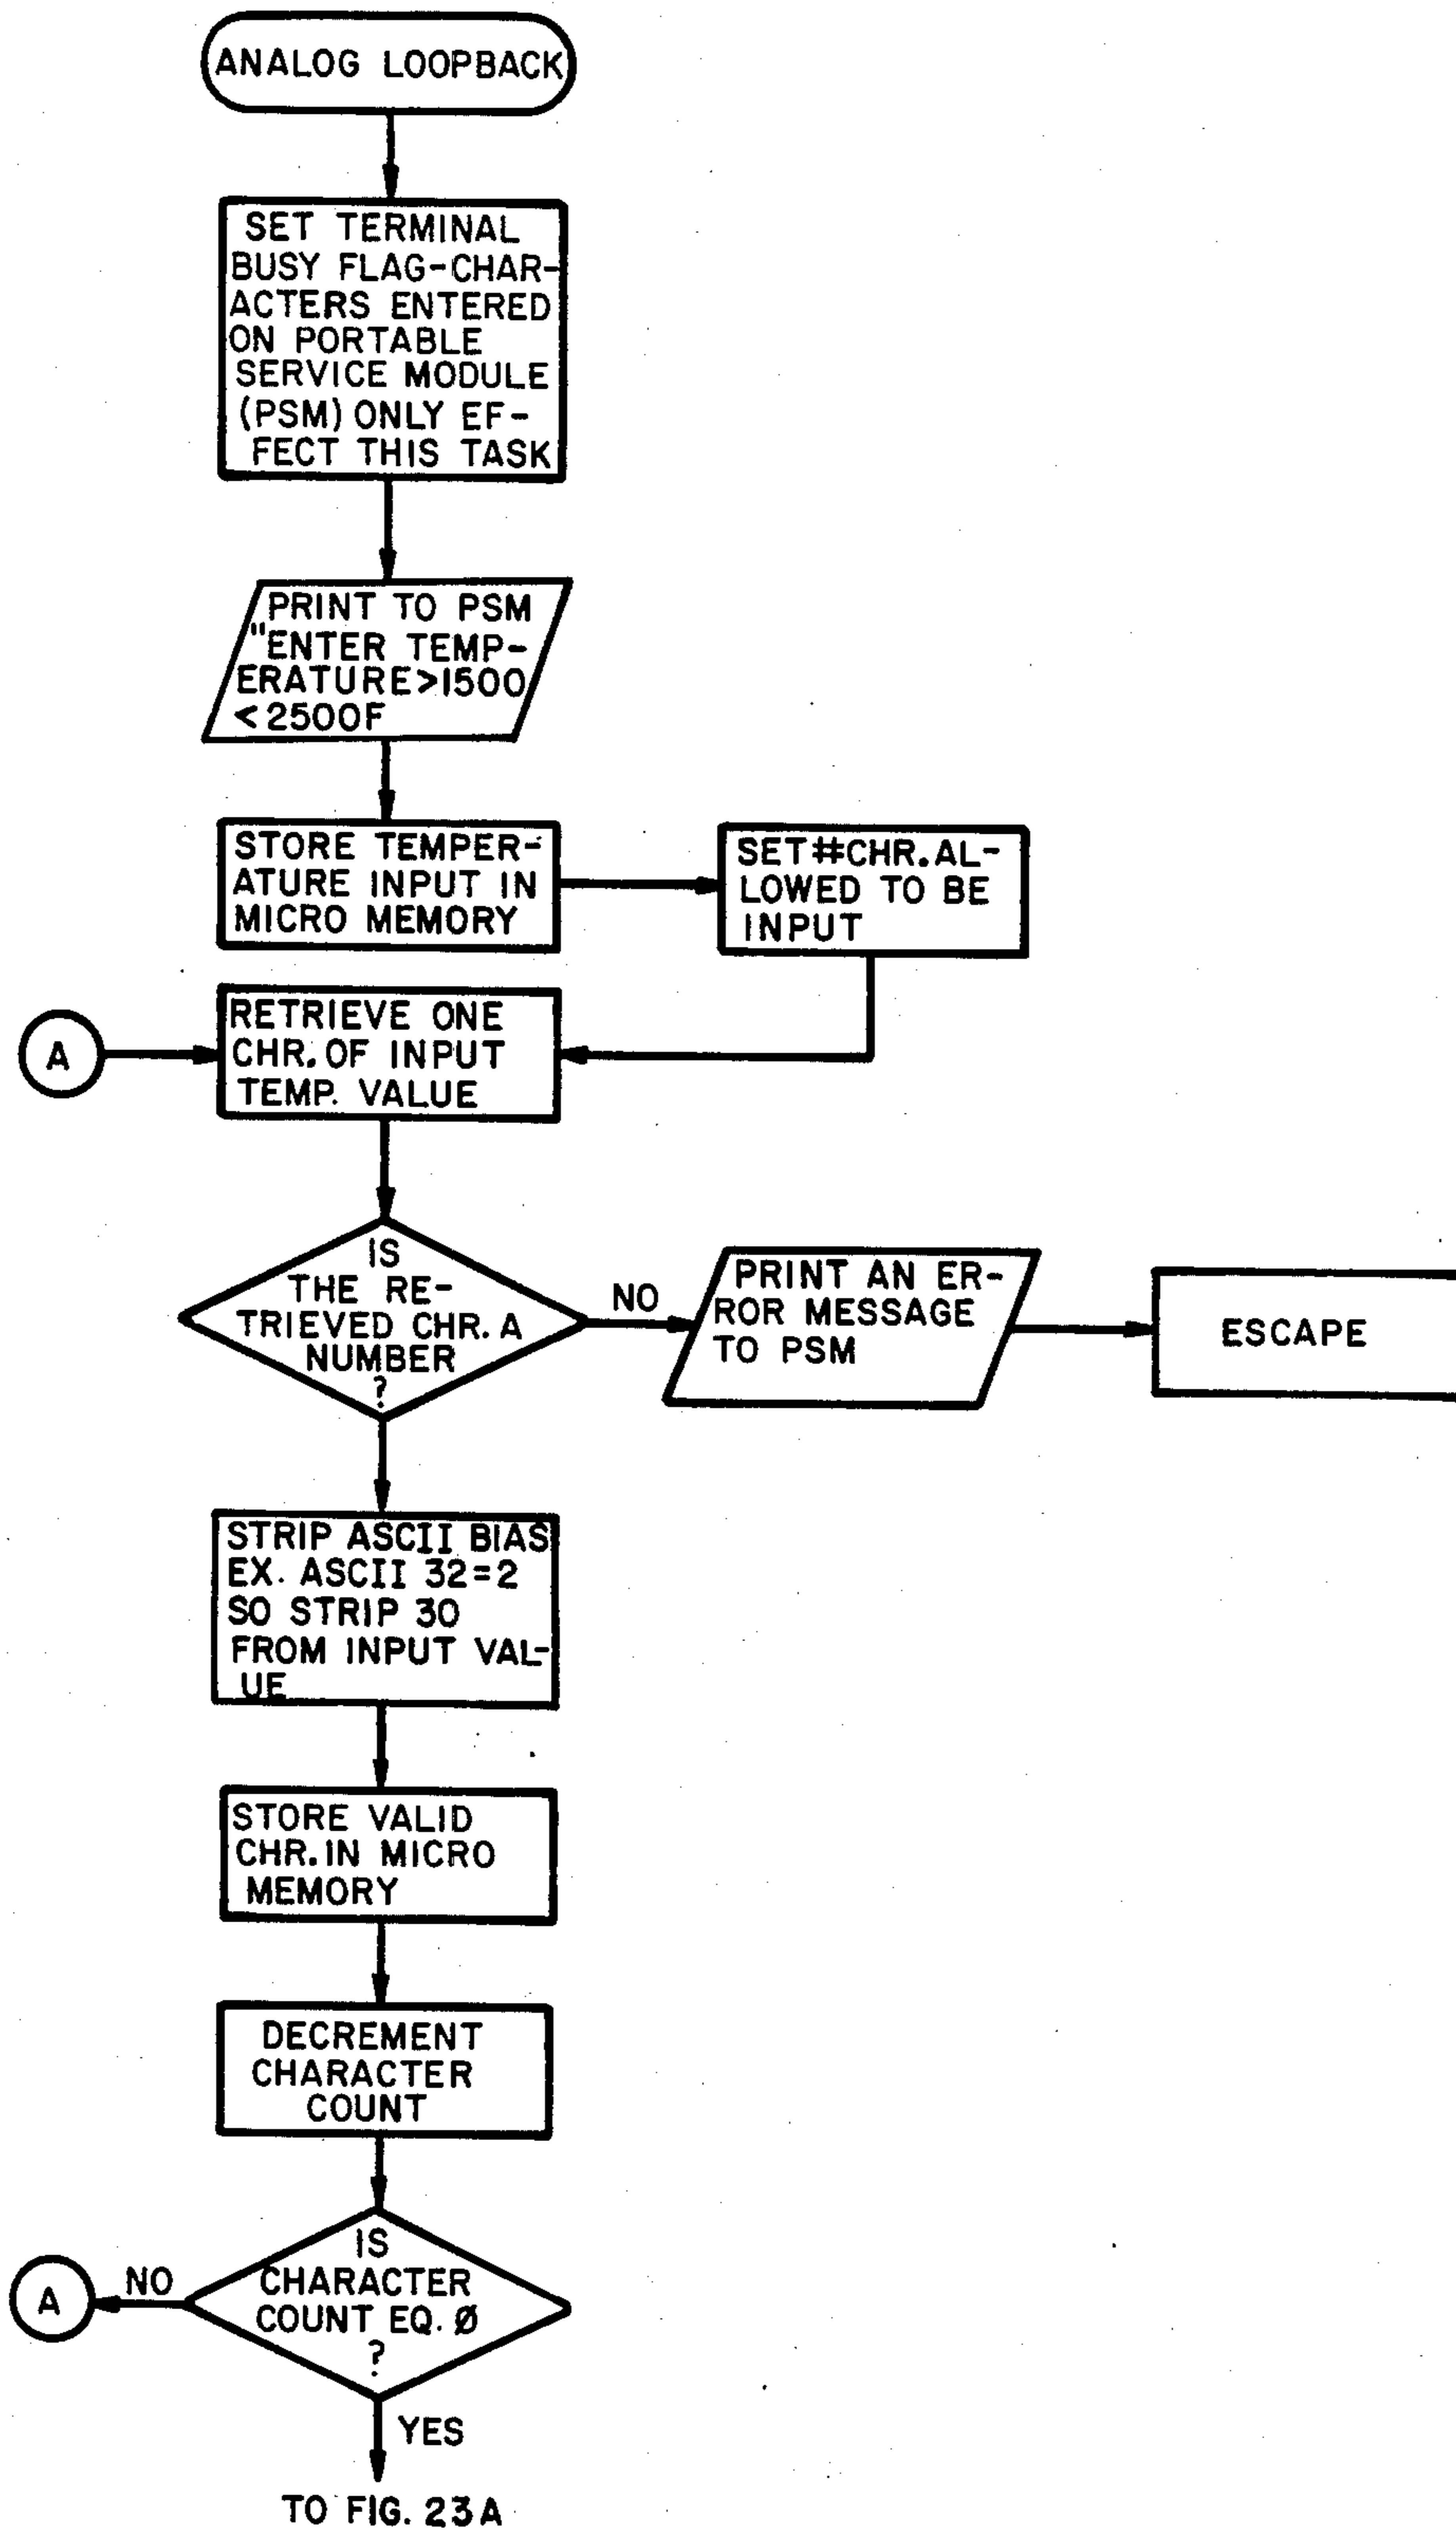 ANALOG LOOPBACK
SET TERMINAL
BUSY FLAG-CHAR-
ACTERS ENTERED
ON PORTABLE
SERVICE MODULE
(PSM) ONLY EF-
FECT THIS TASK
PRINT TO PSM
"ENTER TEMP-
ERATURE>1500
<2500F
STORE TEMPER-
ATURE INPUT IN
MICRO MEMORY
SET#CHR.AL-
LOWED TO BE
INPUT
A
RETRIEVE ONE
CHR. OF INPUT
TEMP. VALUE
IS
THE RE-
TRIEVED CHR. A
NUMBER
?
NO
PRINT AN ER-
ROR MESSAGE
TO PSM
ESCAPE
STRIP ASCII BIAS
EX. ASCII 32=2
SO STRIP 30
FROM INPUT VAL-
UE
STORE VALID
CHR. IN MICRO
MEMORY
DECREMENT
CHARACTER
COUNT
IS
CHARACTER
COUNT EQ. Ø
?
NO
A
YES
TO FIG. 23A